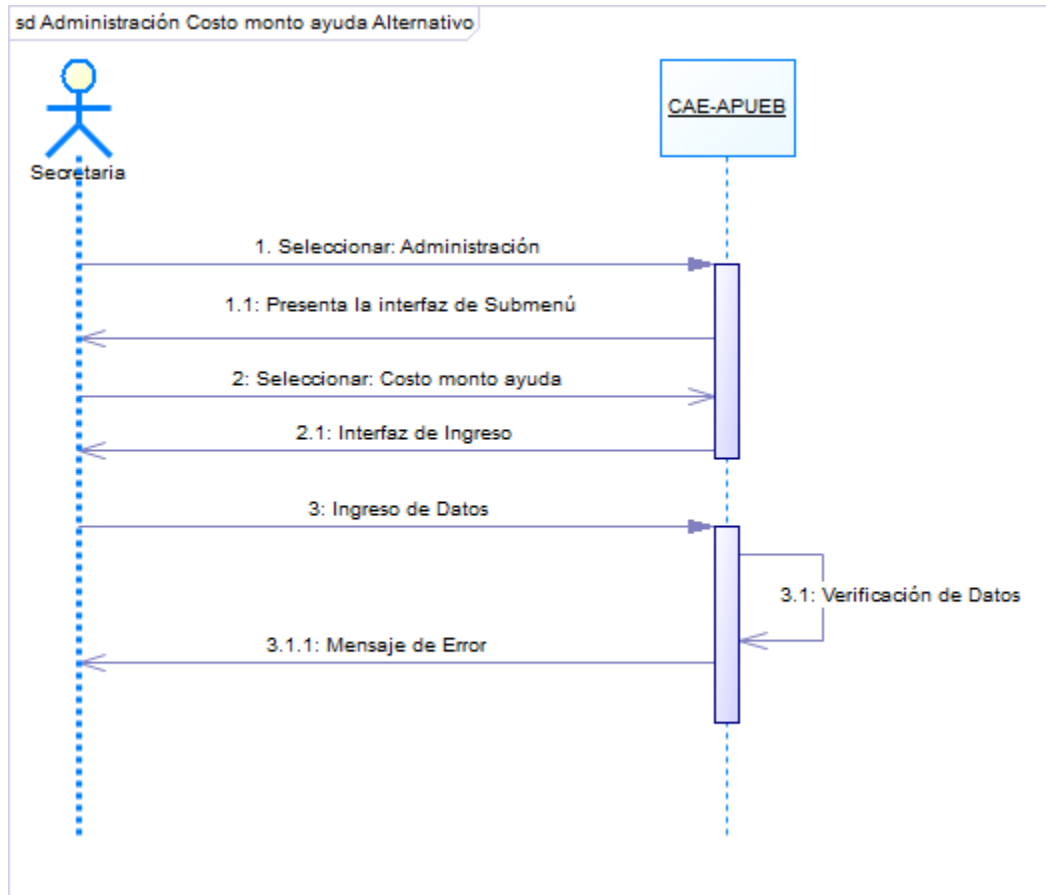 sd Administración Costo monto ayuda Alternativo
CAE-APUEB
Secretaria
1. Seleccionar: Administración
1.1: Presenta la interfaz de Submenú
2: Seleccionar: Costo monto ayuda
2.1: Interfaz de Ingreso
3: Ingreso de Datos
3.1: Verificación de Datos
3.1.1: Mensaje de Error